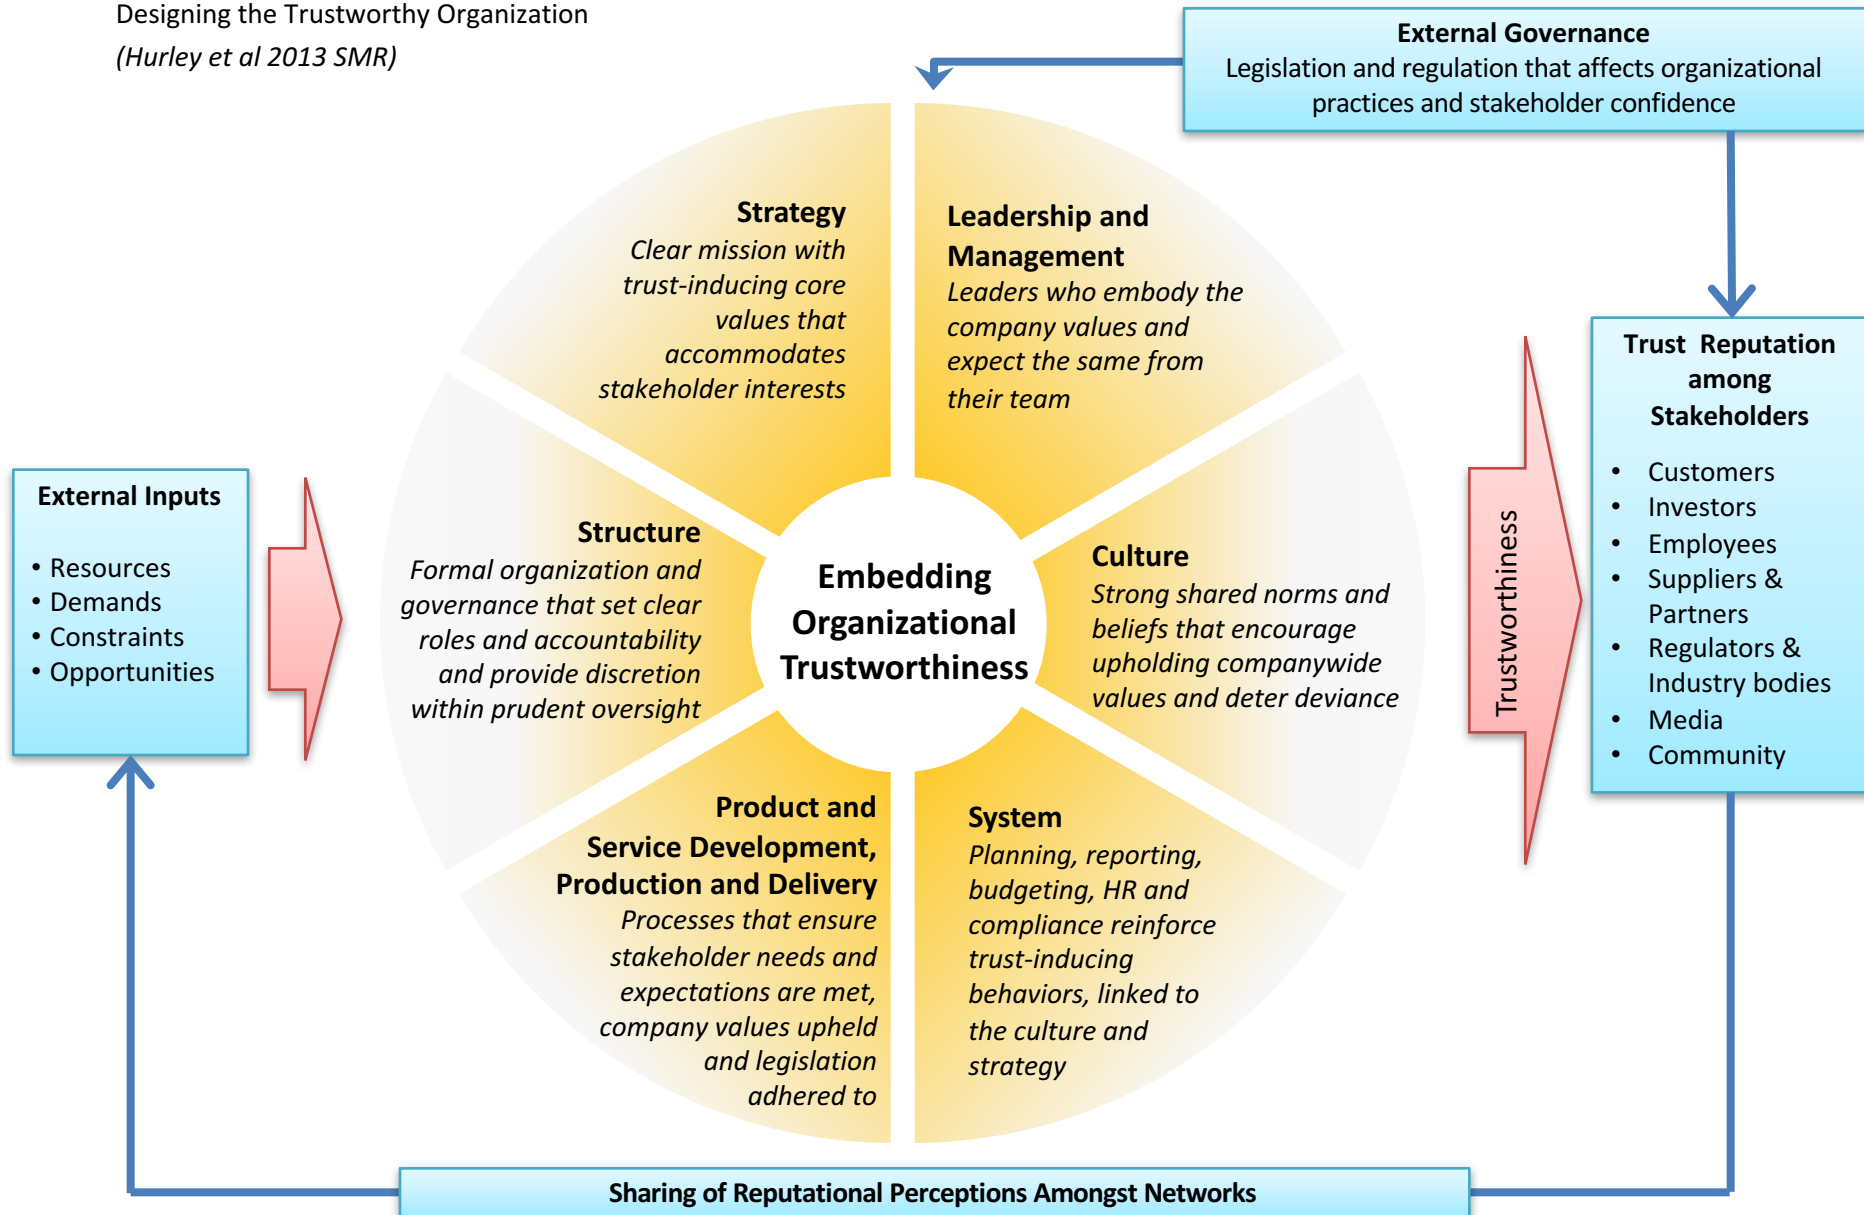 Designing the Trustworthy Organization
(Hurley et al 2013 SMR)
External Governance
Legislation and regulation that affects organizational
practices and stakeholder confidence
Strategy
Clear mission with
trust-inducing core
values that
accommodates
stakeholder interests
Leadership and
Management
Leaders who embody the
company values and
expect the same from
their team
External Inputs
• Resources
• Demands
• Constraints
• Opportunities
Structure
Formal organization and
governance that set clear
roles and accountability
and provide discretion
within prudent oversight
Embedding
Organizational
Trustworthiness
Culture
Strong shared norms and
beliefs that encourage
upholding companywide
values and deter deviance
Trustworthiness
Trust Reputation
among
Stakeholders
• Customers
• Investors
• Employees
• Suppliers &
Partners
• Regulators &
Industry bodies
• Media
• Community
Product and
Service Development,
Production and Delivery
Processes that ensure
stakeholder needs and
expectations are met,
company values upheld
and legislation
adhered to
System
Planning, reporting,
budgeting, HR and
compliance reinforce
trust-inducing
behaviors, linked to
the culture and
strategy
Sharing of Reputational Perceptions Amongst Networks